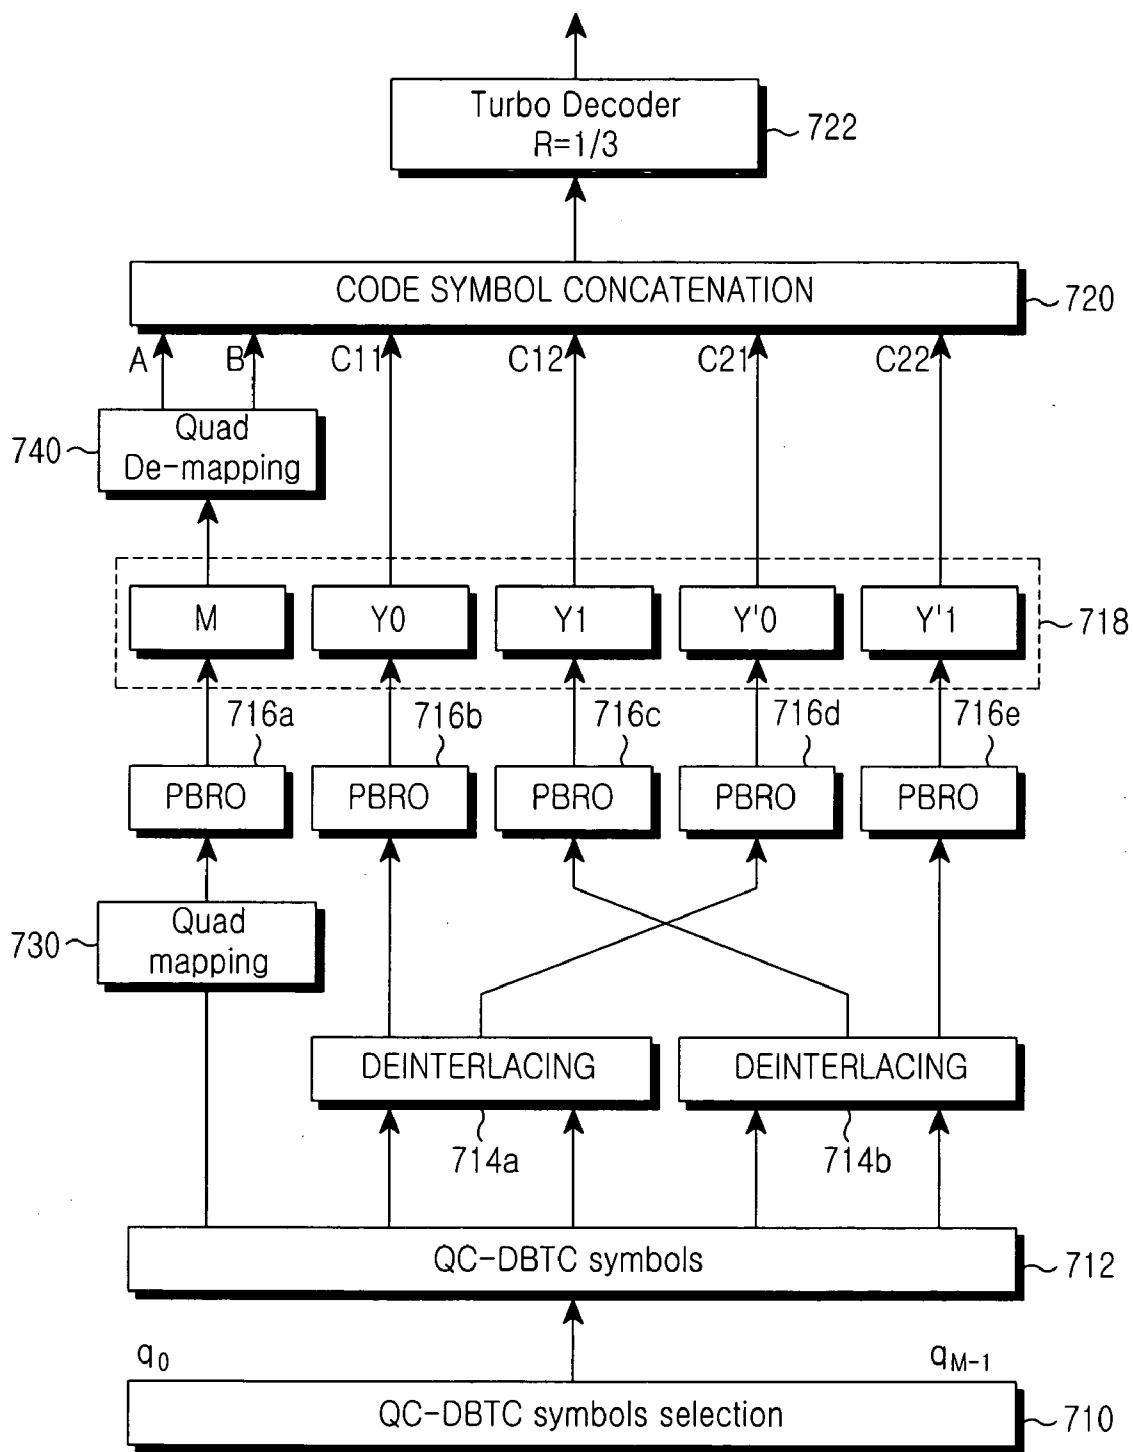 Turbo Decoder
R=1/3
722
CODE SYMBOL CONCATENATION
720
A
B
C11
C12
C21
C22
740
Quad
De-mapping
M
Y0
Y1
Y'0
Y'1
718
716a
716b
716c
716d
716e
PBRO
PBRO
PBRO
PBRO
PBRO
730
Quad
mapping
DEINTERLACING
DEINTERLACING
714a
714b
QC-DBTC symbols
712
q0
qM-1
QC-DBTC symbols selection
710